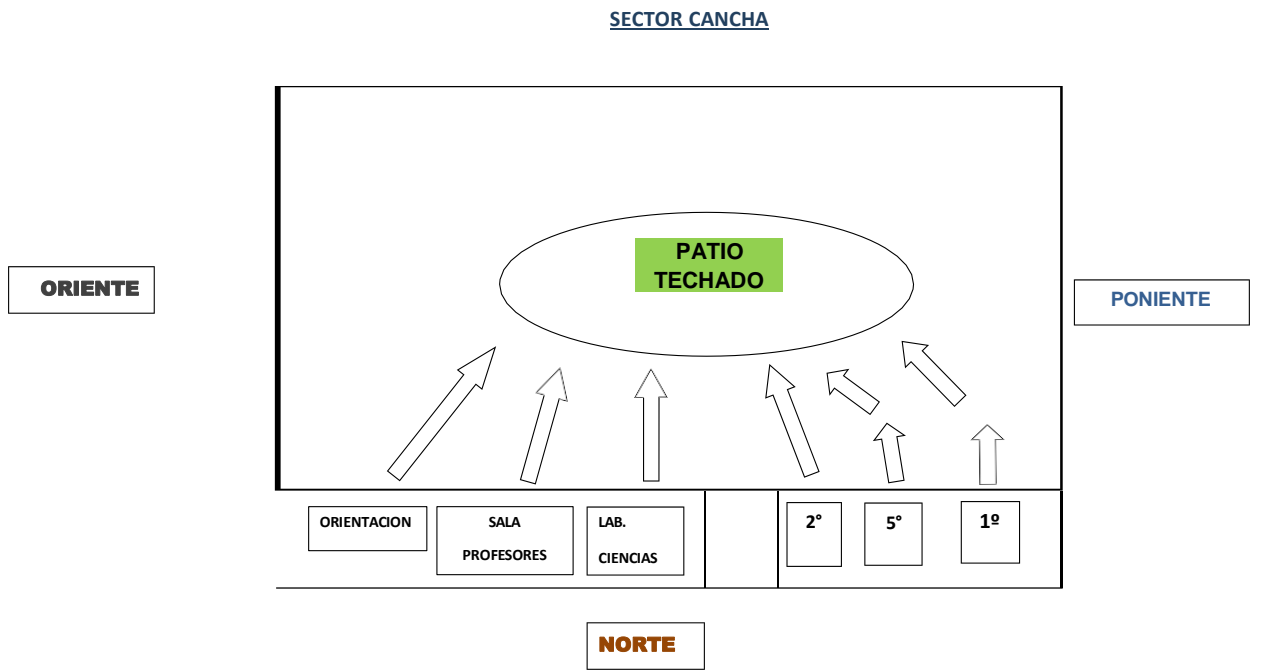 SECTOR CANCHA
PATIO
TECHADO
ORIENTE
PONIENTE
ORIENTACION
SALA
PROFESORES
LAB.
CIENCIAS
2°
5°
1º
NORTE